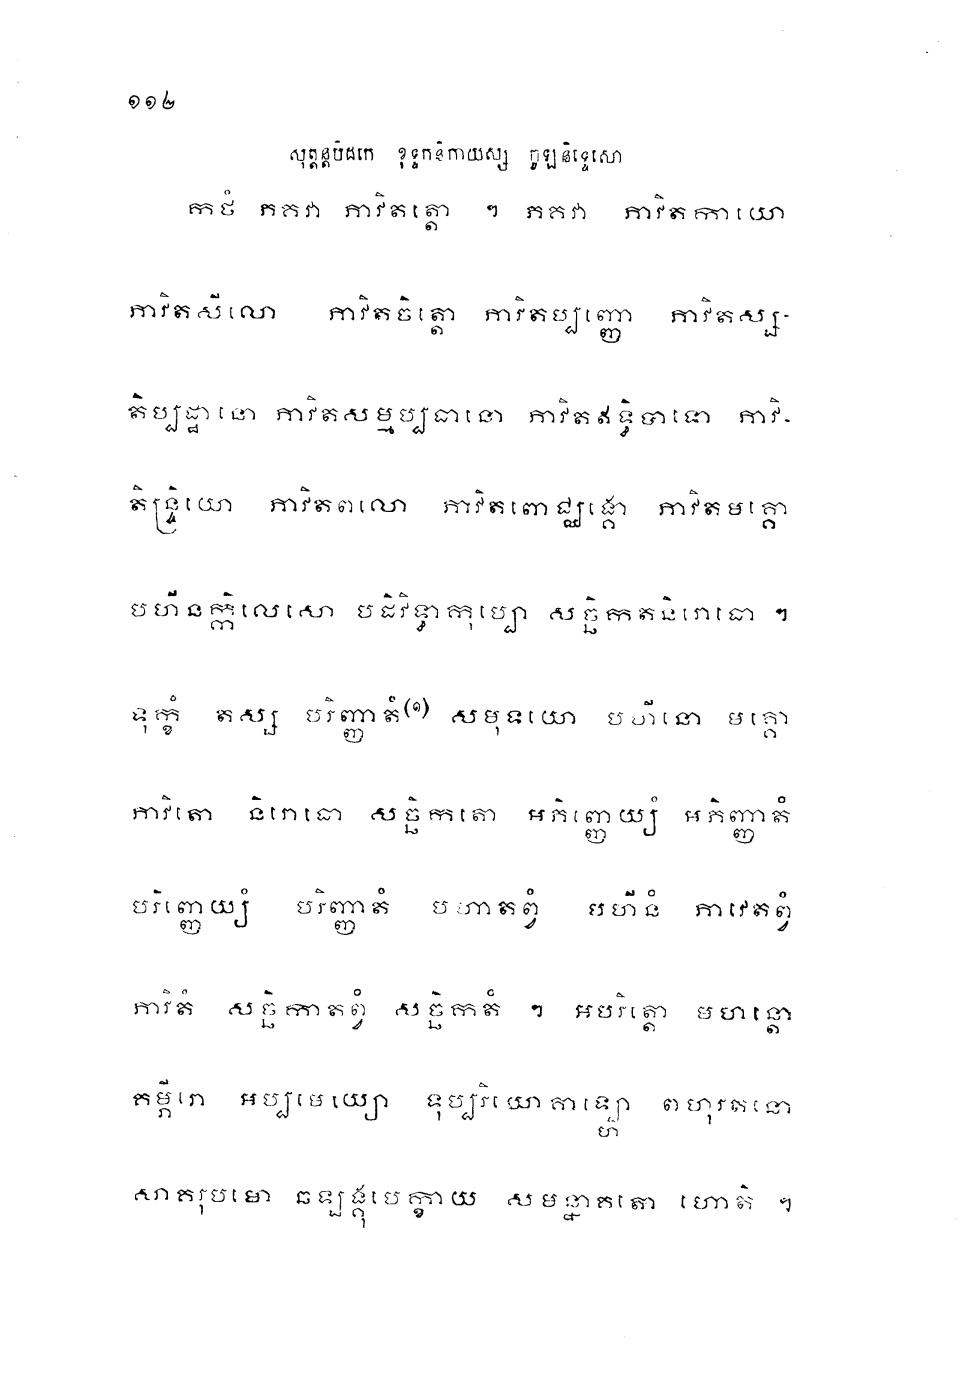 ១១២
សុត្តន្តបិដកេ ខុទ្ទកនិកាយស្ស ចូឡនិទ្ទេសោ
កថំ ភគវា ភាវិតត្តោ ។ ភគវា ភាវិតកាយោ
ភាវិតសីលោ ភាវិតចិត្តោ ភាវិតប្បញ្ញោ ភាវិតស្ស-
តិប្បដ្ឋានោ ភាវិតសម្មប្បធានោ ភាវិតឥទ្ធិបាទោ ភាវិ-
តិន្ទ្រិយោ ភាវិតពលោ ភាវិតពោជ្ឈង្គោ ភាវិតមគ្គោ
បហីនក្កិលេសោ បដិវិទ្ធាកុប្បោ សច្ឆិកតនិរោធោ ។
ទុក្ខំ តស្ស បរិញ្ញាតំ(១) សមុទយោ បហីនោ មគ្គោ
ភាវិតោ និរោធោ សច្ឆិកតោ អភិញ្ញេយ្យំ អភិញ្ញាតំ
បរិញ្ញេយ្យំ បរិញ្ញាតំ បហាតព្វំ បហីនំ ភាវេតព្វំ
ភាវិតំ សច្ឆិកាតព្វំ សច្ឆិកតំ ។ អបរិត្តោ មហន្តោ
គម្ភីរោ អប្បមេយ្យោ ទុប្បរិយោគាឡ្ហោ ពហុរតនោ
សាគរុបមោ ឆឡង្គុបេក្ខាយ សមន្នាគតោ ហោតិ ។